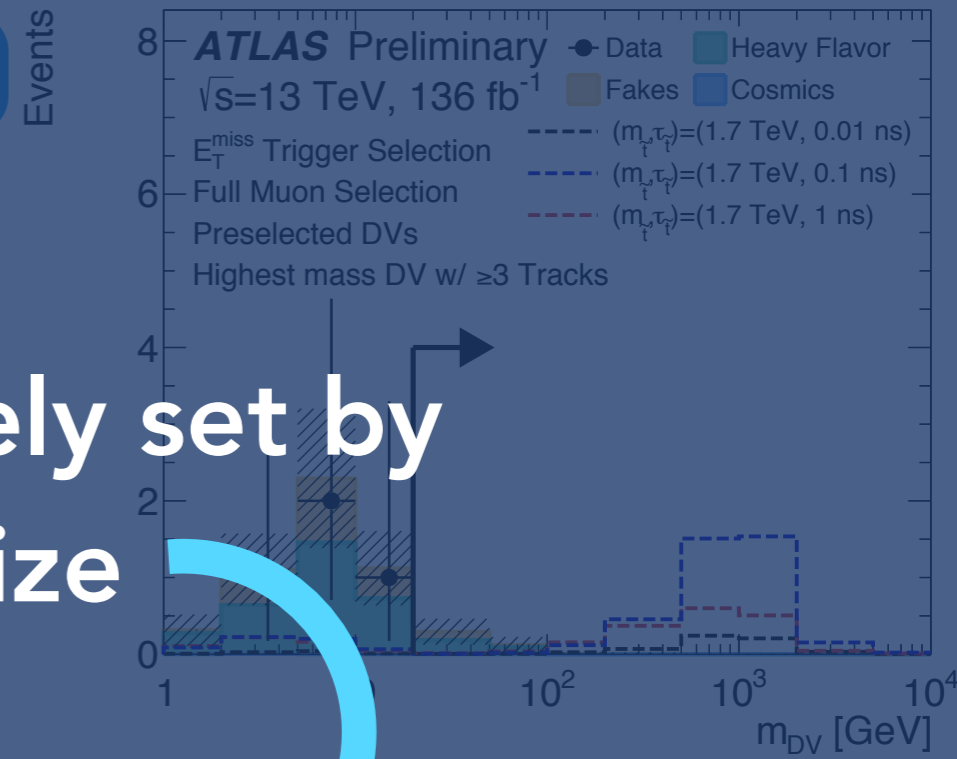 Events
8
6
4
2
0
ATLAS Preliminary
√s=13 TeV, 136 fb⁻¹
E_T^miss Trigger Selection
Full Muon Selection
Preselected DVs
Highest mass DV w/ ≥3 Tracks
Data
Heavy Flavor
Fakes
Cosmics
(m_t̃,τ_t̃)=(1.7 TeV, 0.01 ns)
(m_t̃,τ_t̃)=(1.7 TeV, 0.1 ns)
(m_t̃,τ_t̃)=(1.7 TeV, 1 ns)
set by
1
10²
10³
10⁴
m_DV [GeV]